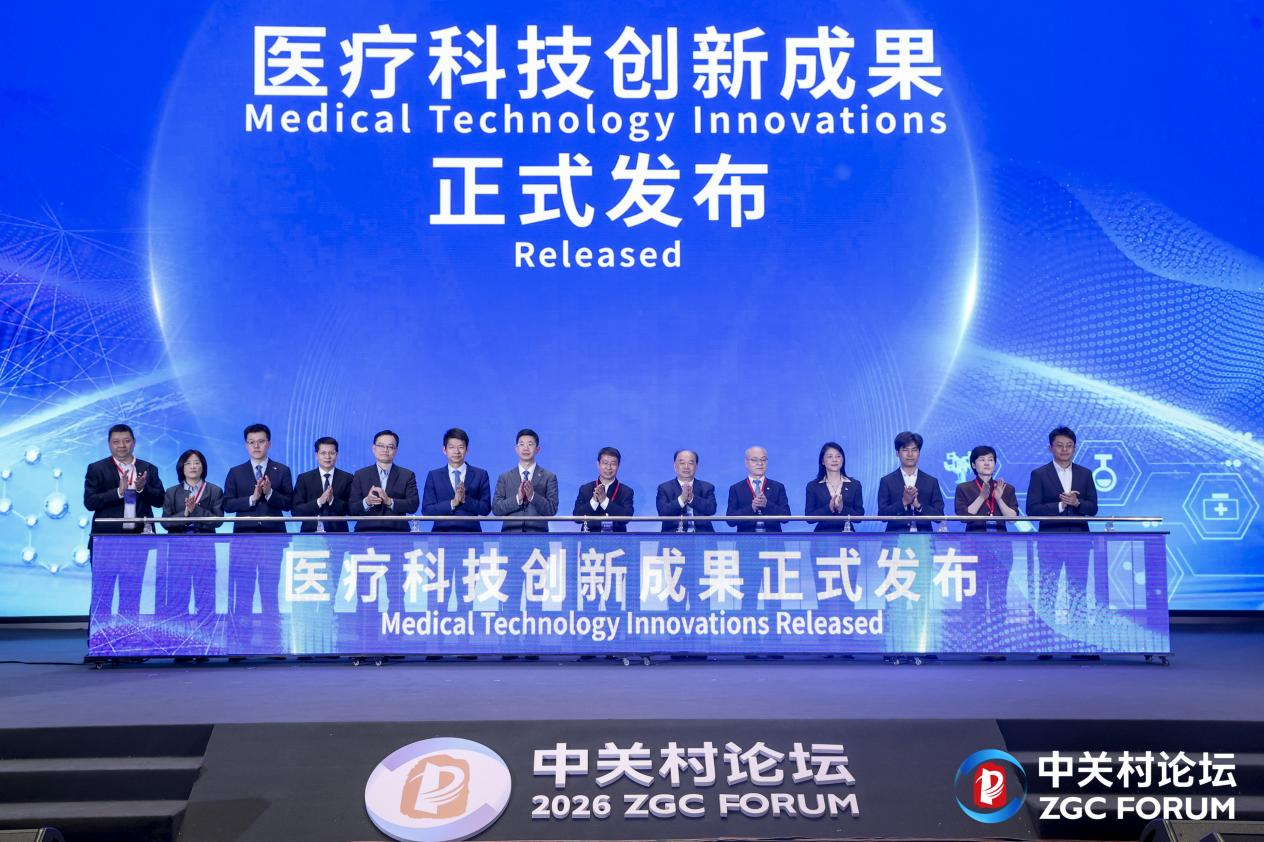 医疗科技创新成果
Medical Technology Innovations
正式发布
Released
医疗科技创新成果正式发布
Medical Technology Innovations Released
中关村论坛
2026 ZGC FORUM
中关村论坛
ZGC FORUM